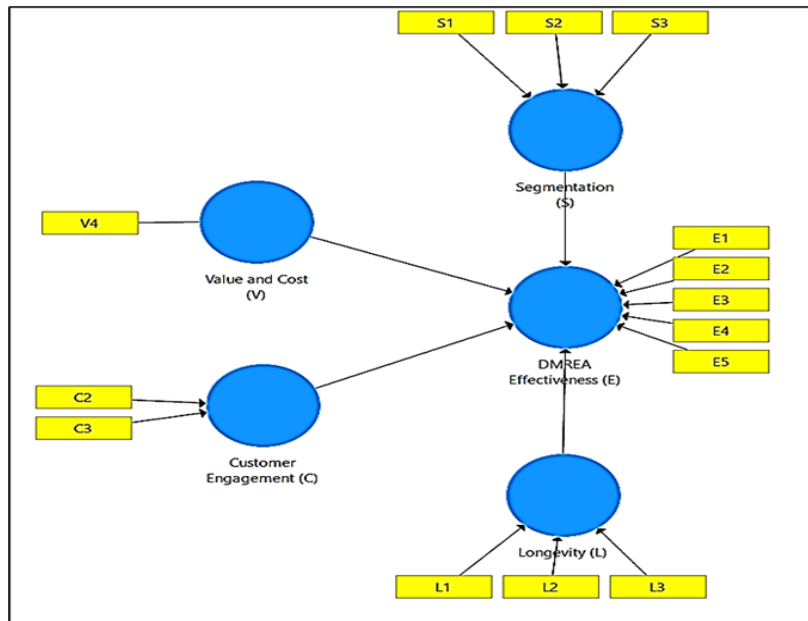 S1
S2
S3
Segmentation
(S)
V4
Value and Cost
(V)
E1
E2
E3
E4
E5
DMREA
Effectiveness (E)
C2
C3
Customer
Engagement (C)
Longevity (L)
L1
L2
L3